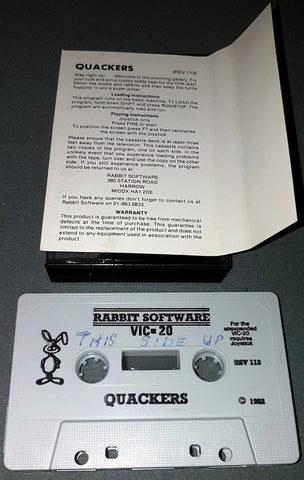 QUACKERS
(RSV 113)
Step right up! ... Welcome to the shooting gallery. Try
your luck and win a cuddly teddy bear for the little lady.
Shoot the ducks and rabbits and then keep the turtle
hopping to win a super prize!
Loading Instructions
This program runs on the basic machine. To LOAD the
program, hold down SHIFT and press RUN/STOP. The
program will automatically load and run.
Playing Instructions
Joystick only
Press FIRE to start
To position the screen press F7 and then centralise
the screen with the joystick.
Please ensure that the cassette deck is at least three
feet away from the television. This cassette contains
two copies of the program, one on each side. In the
unlikely event that you experience loading problems
with the tape, turn over and use the copy on the other
side. If you still experience problems, the program
should be returned to us at:
RABBIT SOFTWARE
380 STATION ROAD
HARROW
MIDDX HA1 2DE
If you have any queries don't forget to contact us at
Rabbit Software on 01-863 0833.
WARRANTY
This product is guaranteed to be free from mechanical
defects at the time of purchase. This guarantee is
limited to the replacement of the product and does not
extend to any equipment used in association with the
product.
RABBIT SOFTWARE
VIC-20
THIS SIDE UP
For the
unexpended
VIC-20
requires
Joystick
RSV 113
QUACKERS
© 1982